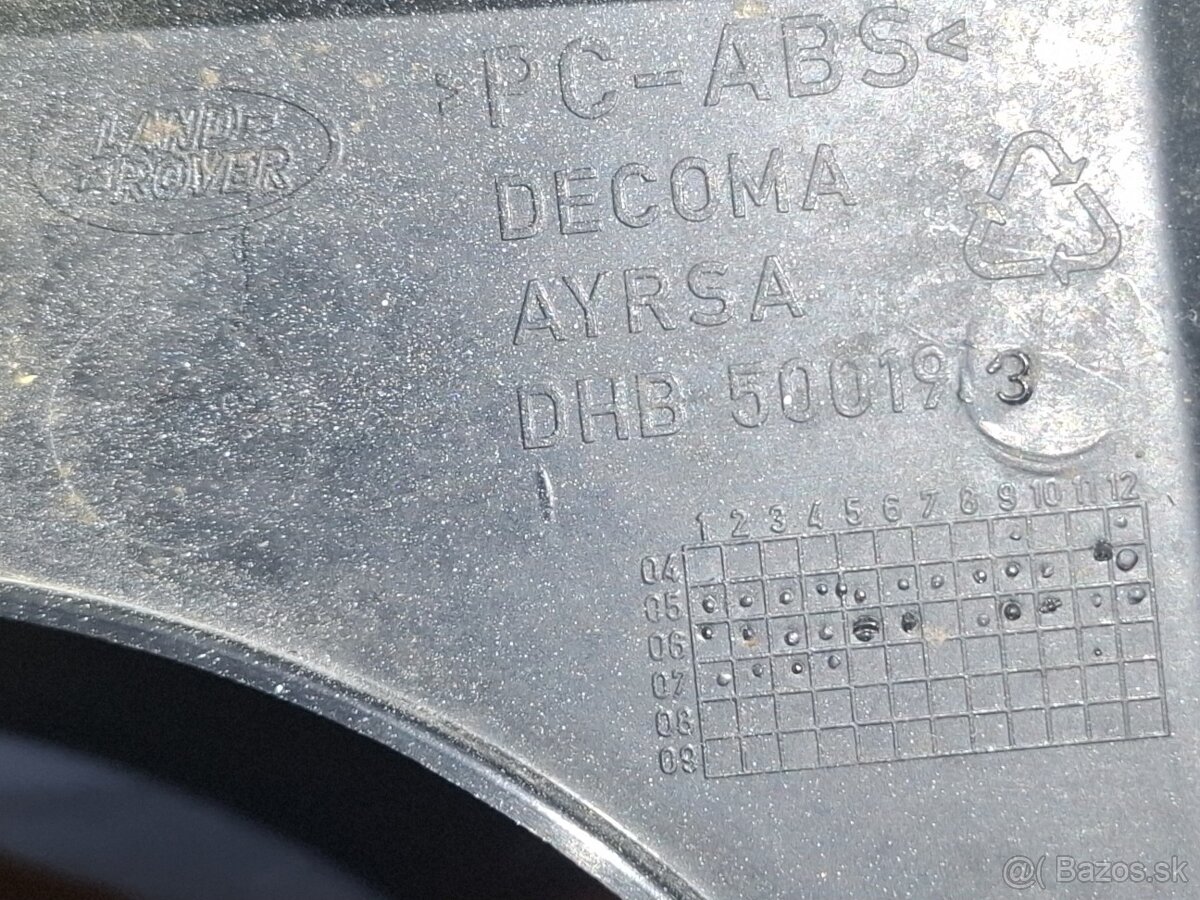 LAND-
ROVER
>PC-ABS<
DECOMA
AYRSA
DHB 500193
1 2 3 4 5 6 7 8 9 10 11 12
04
05
06
07
08
09
@( Bazos.sk